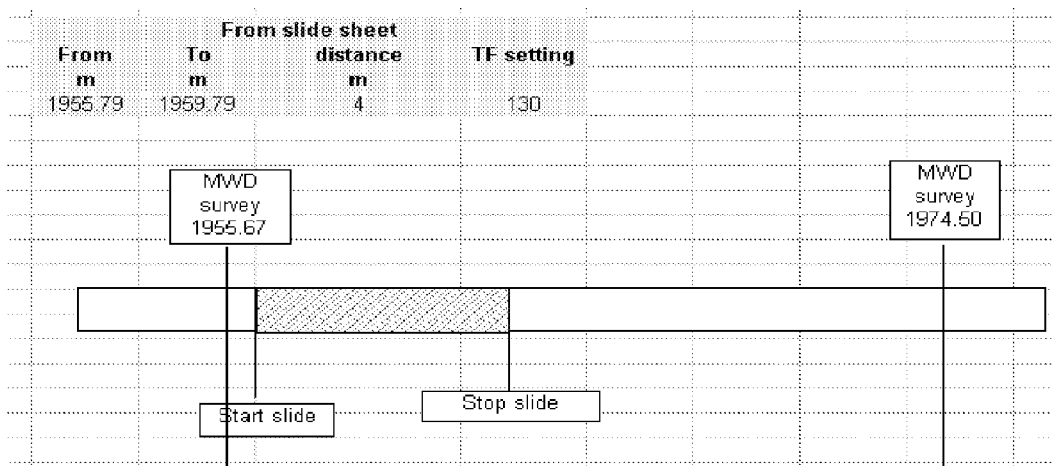 From slide sheet
From To distance TF setting
m m m
1955.79 1959.79 4 130
MWD
survey
1955.67
MWD
survey
1974.50
Start slide
Stop slide